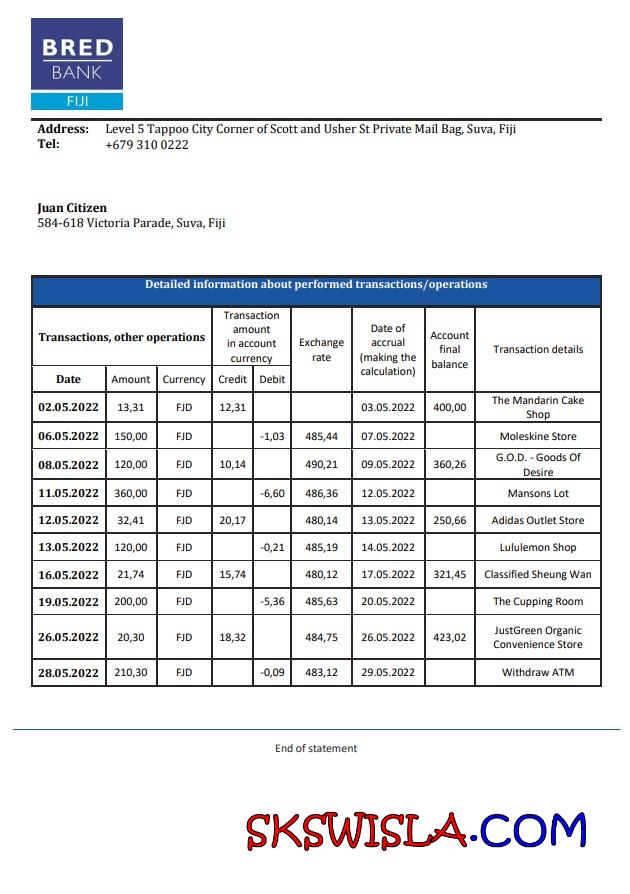 BRED
BANK
FIJI
Address: Level 5 Tappoo City Corner of Scott and Usher St Private Mail Bag, Suva, Fiji
Tel: +679 310 0222
Juan Citizen
584-618 Victoria Parade, Suva, Fiji
Detailed information about performed transactions/operations
Transactions, other operations
Transaction
amount
in account
currency
Exchange
rate
Date of
accrual
(making the
calculation)
Account
final
balance
Transaction details
Date Amount Currency Credit Debit
02.05.2022 13,31 FJD 12,31 03.05.2022 400,00 The Mandarin Cake
Shop
06.05.2022 150,00 FJD -1,03 485,44 07.05.2022 Moleskine Store
08.05.2022 120,00 FJD 10,14 490,21 09.05.2022 360,26 G.O.D. - Goods Of
Desire
11.05.2022 360,00 FJD -6,60 486,36 12.05.2022 Mansons Lot
12.05.2022 32,41 FJD 20,17 480,14 13.05.2022 250,66 Adidas Outlet Store
13.05.2022 120,00 FJD -0,21 485,19 14.05.2022 Lululemon Shop
16.05.2022 21,74 FJD 15,74 480,12 17.05.2022 321,45 Classified Sheung Wan
19.05.2022 200,00 FJD -5,36 485,63 20.05.2022 The Cupping Room
26.05.2022 20,30 FJD 18,32 484,75 26.05.2022 423,02 JustGreen Organic
Convenience Store
28.05.2022 210,30 FJD -0,09 483,12 29.05.2022 Withdraw ATM
End of statement
SKSWISLA.COM